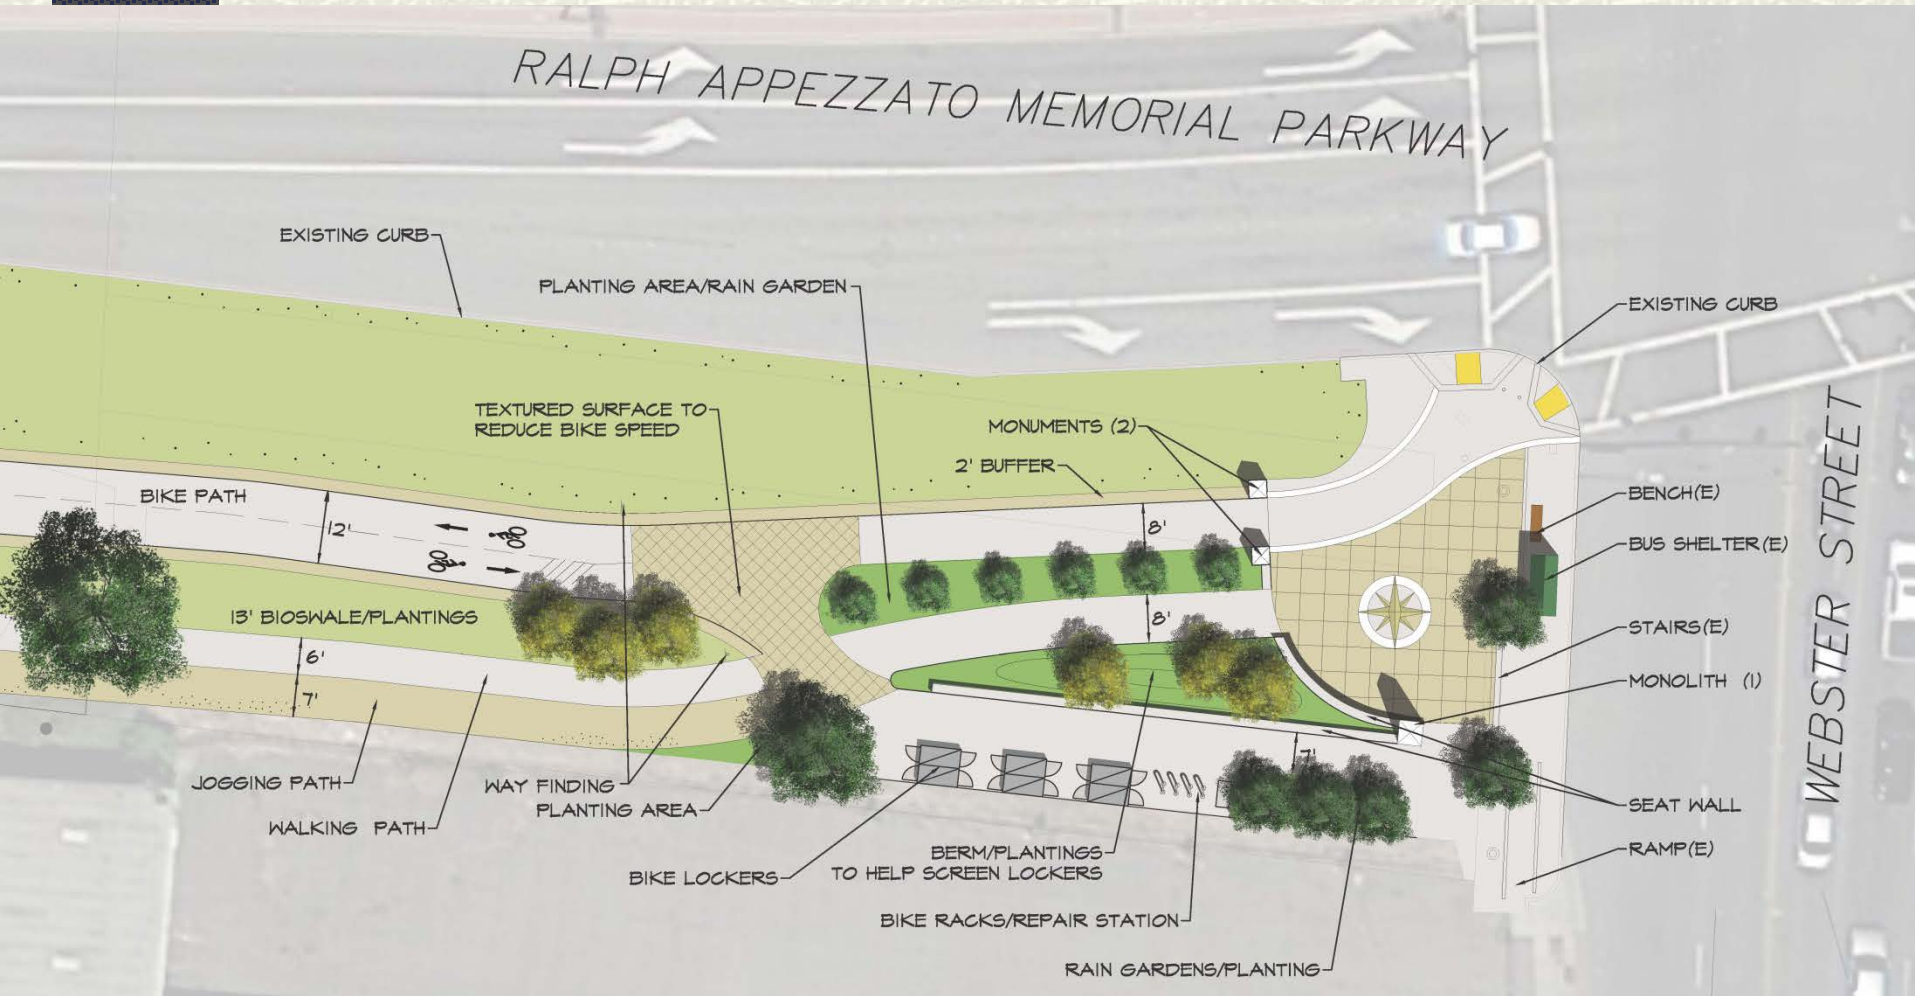 RALPH APPEZZATO MEMORIAL PARKWAY
EXISTING CURB
PLANTING AREA/RAIN GARDEN
EXISTING CURB
TEXTURED SURFACE TO
REDUCE BIKE SPEED
MONUMENTS (2)
2' BUFFER
BIKE PATH
12'
8'
BENCH(E)
BUS SHELTER(E)
13' BIOSWALE/PLANTINGS
8'
STAIRS(E)
6'
MONOLITH (1)
7'
WEBSTER STREET
7'
JOGGING PATH
WAY FINDING
PLANTING AREA
SEAT WALL
WALKING PATH
BERM/PLANTINGS
TO HELP SCREEN LOCKERS
RAMP(E)
BIKE LOCKERS
BIKE RACKS/REPAIR STATION
RAIN GARDENS/PLANTING